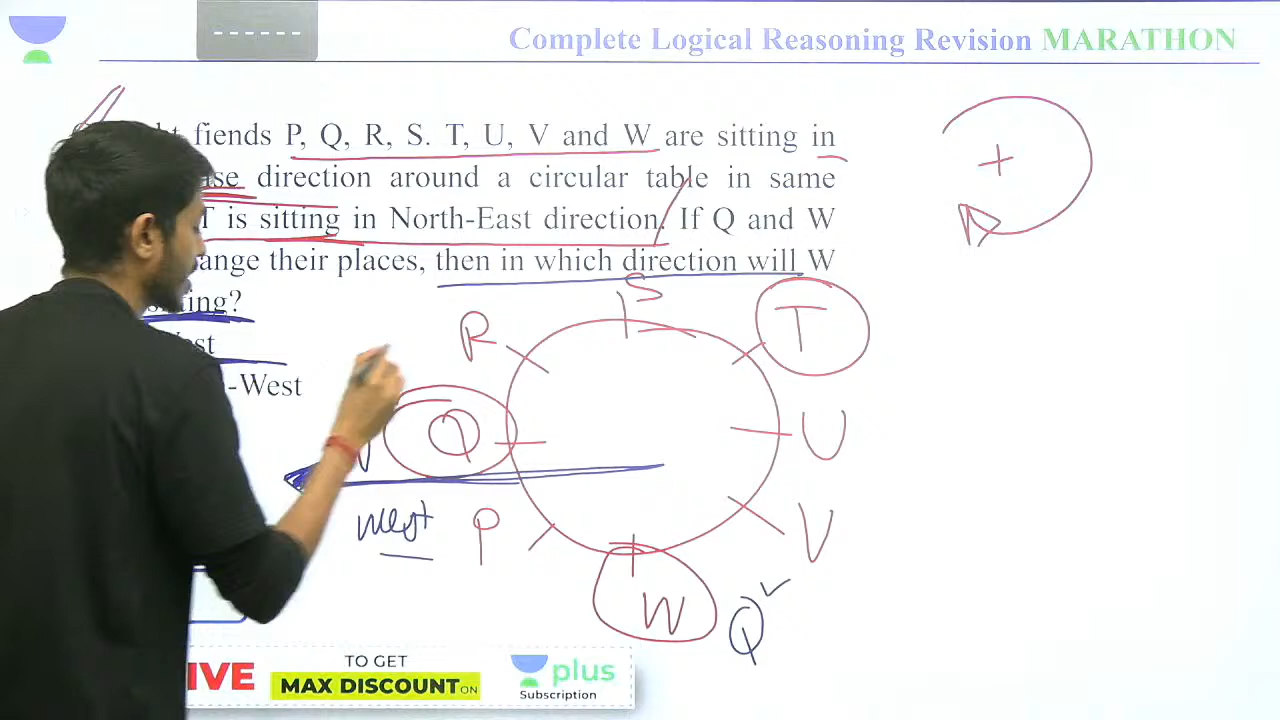 Complete Logical Reasoning Revision MARATHON
fiends P, Q, R, S. T, U, V and W are sitting in
direction around a circular table in same
T is sitting in North-East direction. If Q and W
their places, then in which direction will W
-West
S
R
T
Q
U
west
P
V
W
Q
IVE
TO GET
MAX DISCOUNT ON
plus
Subscription